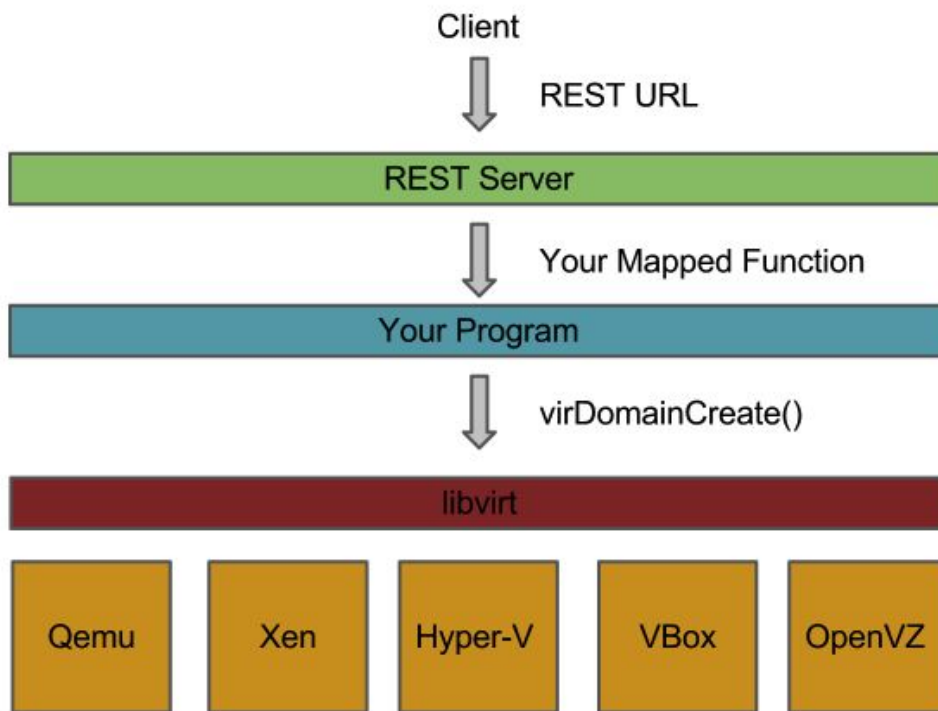 Client
REST URL
REST Server
Your Mapped Function
Your Program
virDomainCreate()
libvirt
Qemu Xen Hyper-V VBox OpenVZ